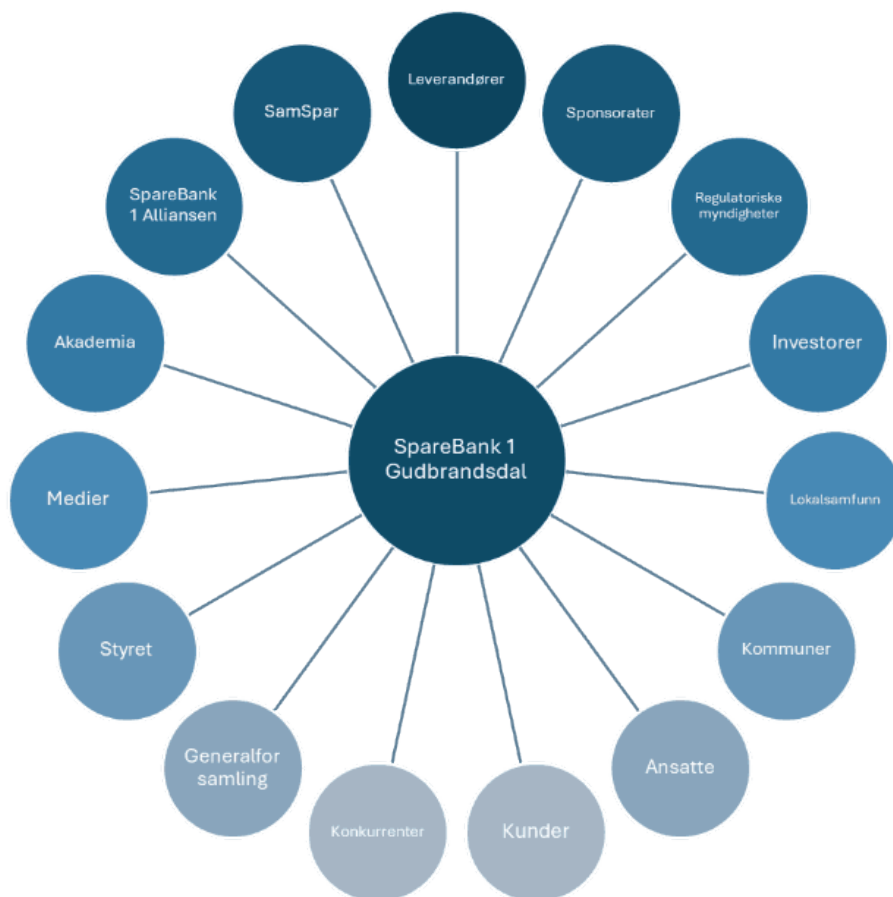 Leverandører
SamSpar
Sponsorater
SpareBank
1 Alliansen
Regulatoriske
myndigheter
Akademia
Investorer
SpareBank 1
Gudbrandsdal
Medier
Lokalsamfunn
Styret
Kommuner
Generalfor
samling
Ansatte
Konkurrenter
Kunder